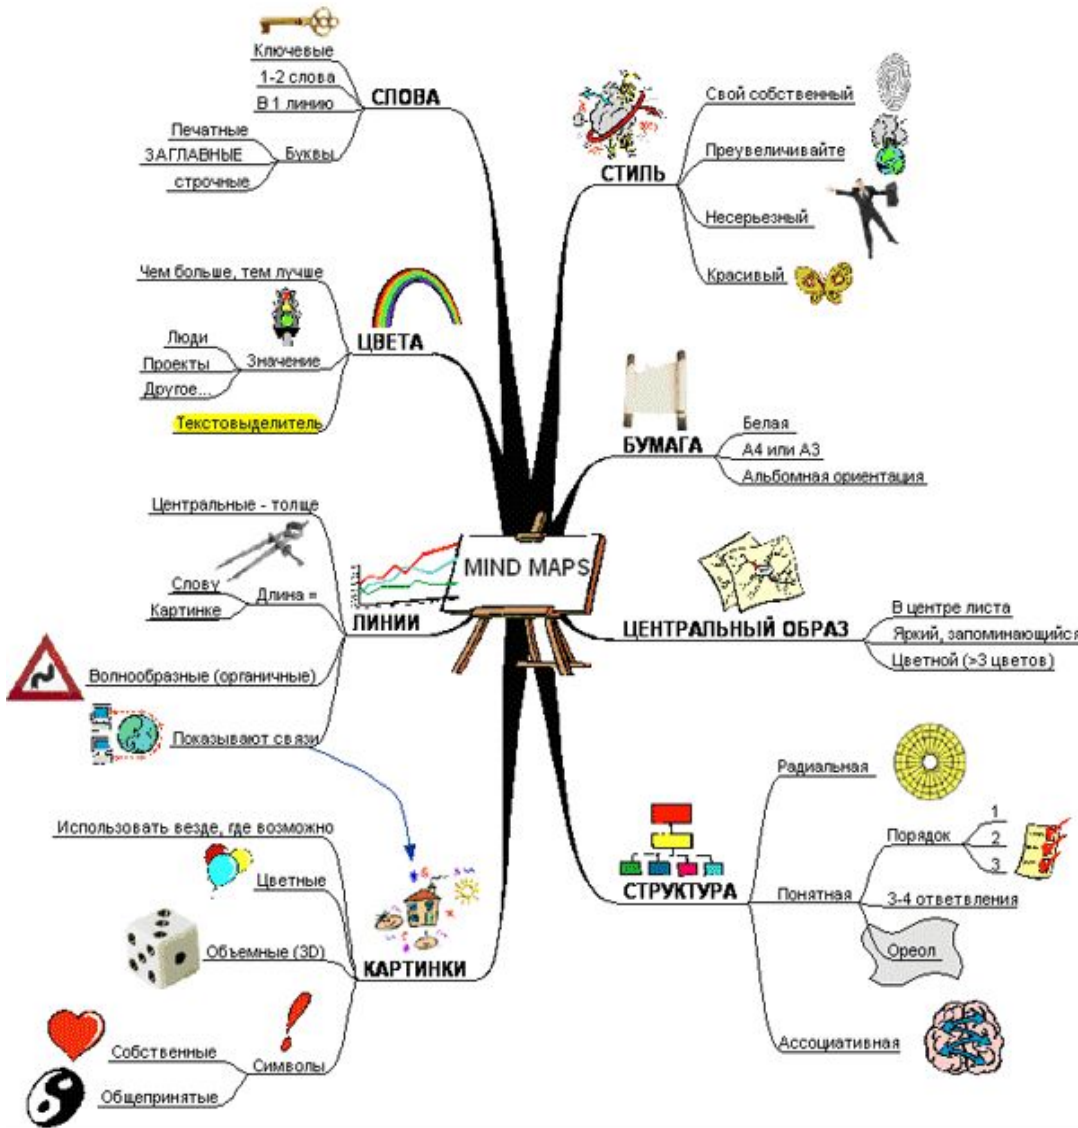 Ключевые
1-2 слова
В 1 линию
Печатные
ЗАГЛАВНЫЕ
строчные
Буквы
СЛОВА
Чем больше, тем лучше
Люди
Проекты
Другое...
Значение
Текстовыделитель
ЦВЕТА
Центральные - толще
Слову
Картинке
Длина =
Волнообразные (органичные)
Показывают связи
ЛИНИИ
Использовать везде, где возможно
Цветные
Объемные (3D)
Собственные
Общепринятые
Символы
КАРТИНКИ
MIND MAPS
СТИЛЬ
Свой собственный
Преувеличивайте
Несерьезный
Красивый
БУМАГА
Белая
А4 или А3
Альбомная ориентация
ЦЕНТРАЛЬНЫЙ ОБРАЗ
В центре листа
Яркий, запоминающийся
Цветной (>3 цветов)
СТРУКТУРА
Радиальная
Понятная
Порядок
1
2
3
3-4 ответвления
Ореол
Ассоциативная